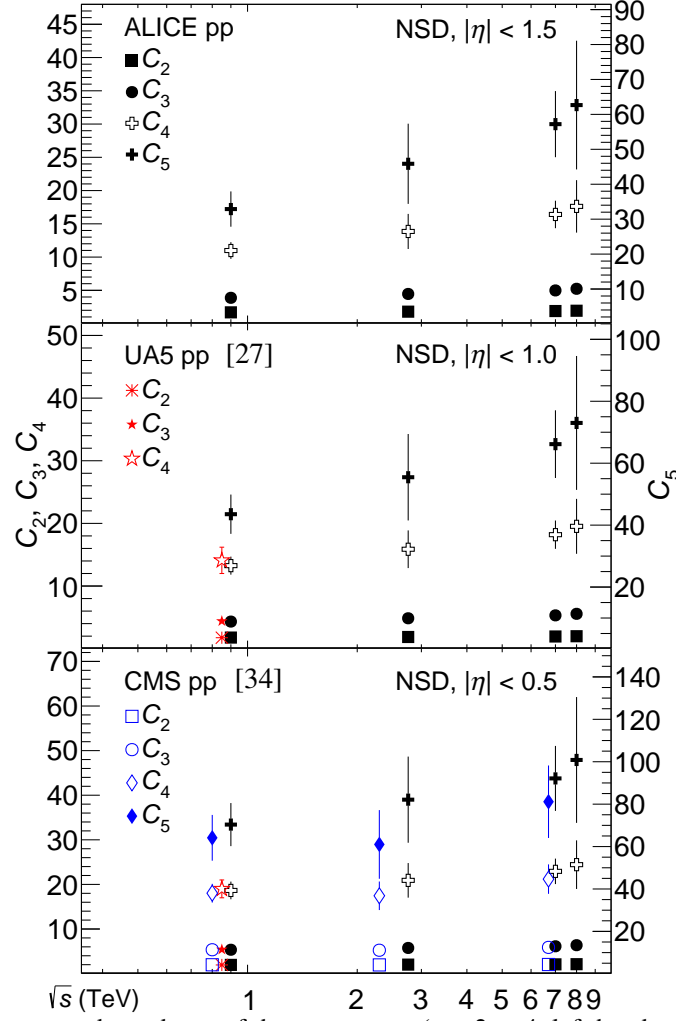 ALICE pp
NSD, |η| < 1.5
C2
C3
C4
C5
45
40
35
30
25
20
15
10
5
90
80
70
60
50
40
30
20
10
UA5 pp [27]
NSD, |η| < 1.0
C2
C3
C4
50
40
30
20
10
C2, C3, C4
100
80
60
40
20
C5
CMS pp [34]
NSD, |η| < 0.5
C2
C3
C4
C5
70
60
50
40
30
20
10
140
120
100
80
60
40
20
√s (TeV) 1 2 3 4 5 6 7 8 9